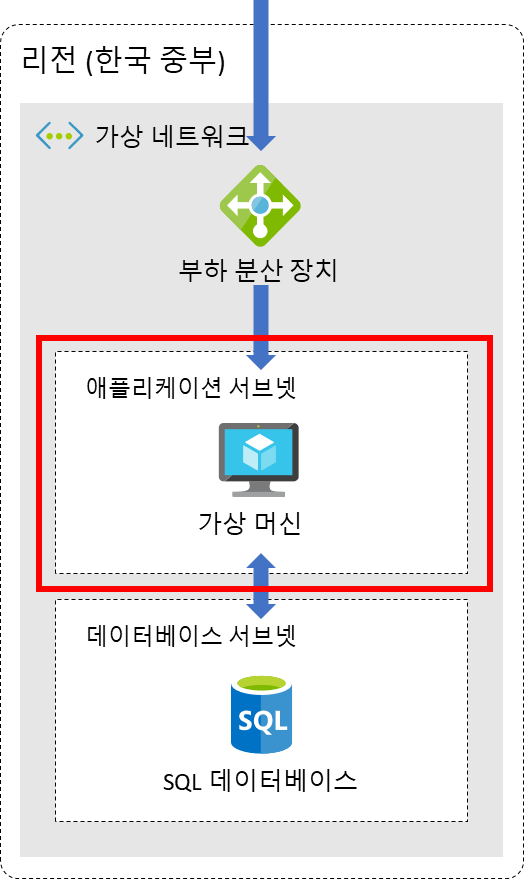 리전 (한국 중부)
가상 네트워크
부하 분산 장치
애플리케이션 서브넷
가상 머신
데이터베이스 서브넷
SQL
SQL 데이터베이스